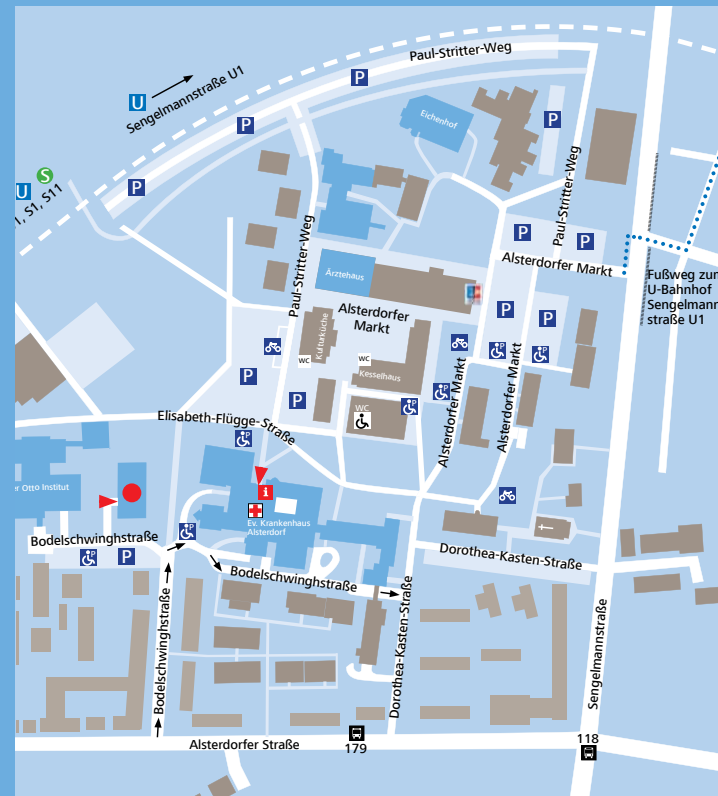 Paul-Stritter-Weg
P
U
Sengelmannstraße U1
Eichenhof
P
P
S
U
P
1, S1, S11
Paul-Stritter-Weg
Paul-Stritter-Weg
P
P
Alsterdorfer Markt
Ärztehaus
Fußweg zur
U-Bahnhof
Sengelmann
straße U1
Alsterdorfer
Markt
P
P
Kulturküche
WC
WC
Kesselhaus
P
P
P
P
P
P
Alsterdorfer Markt
Alsterdorfer Markt
WC
Elisabeth-Flügge-Straße
P
er Otto Institut
i
Ev. Krankenhaus
Alsterdorf
Bodelschwinghstraße
P
P
P
Bodelschwinghstraße
Dorothea-Kasten-Straße
Bodelschwinghstraße
Dorothea-Kasten-Straße
Sengelmannstraße
Alsterdorfer Straße
179
118